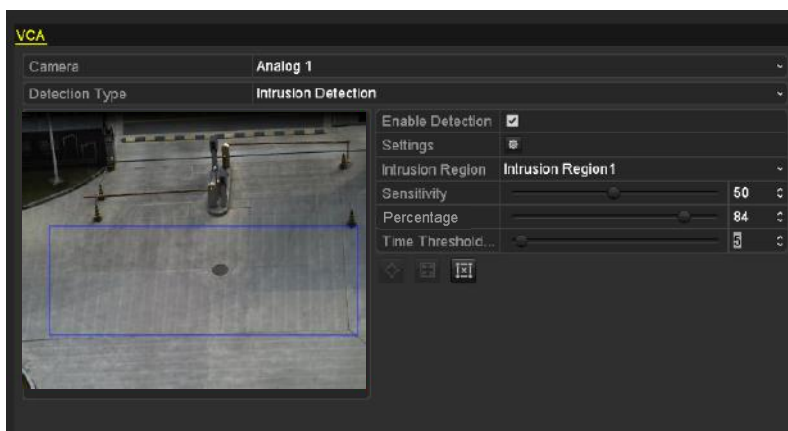 VCA
Camera Analog 1
Detection Type Intrusion Detection
Enable Detection
Settings
Intrusion Region Intrusion Region1
Sensitivity 50
Percentage 84
Time Threshold... 5